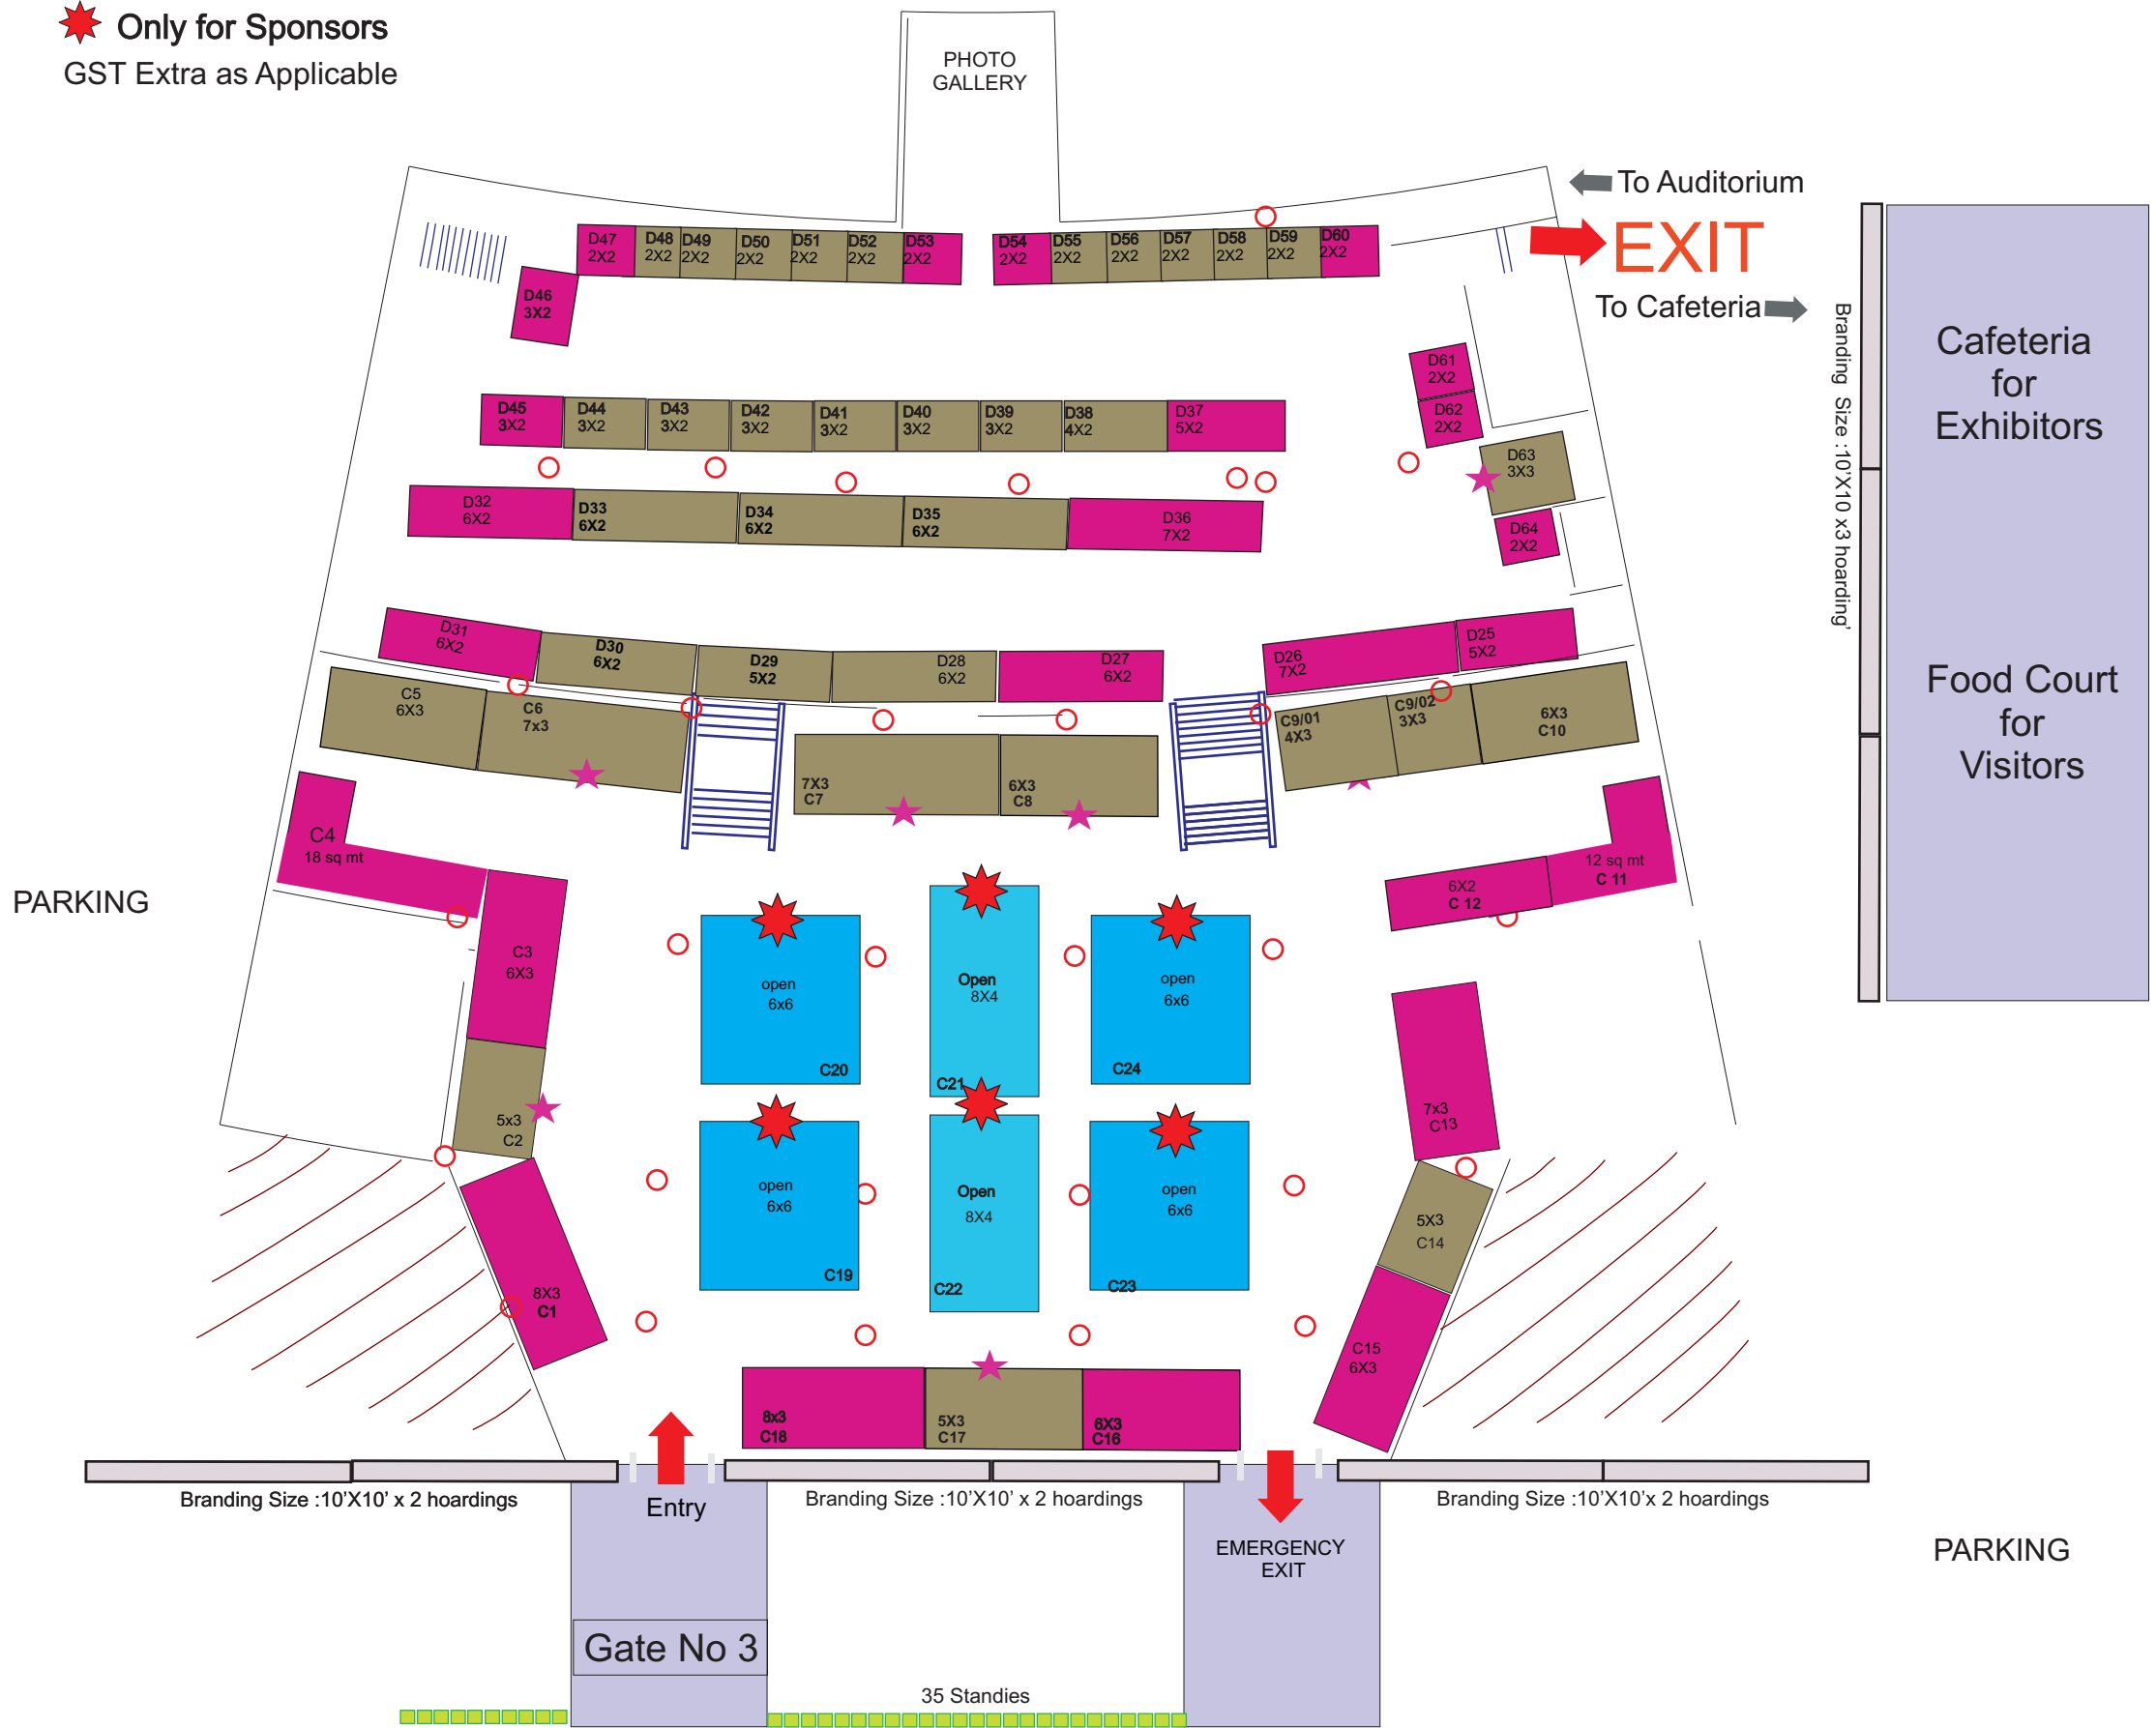 Only for Sponsors
GST Extra as Applicable
PHOTO
GALLERY
To Auditorium
EXIT
To Cafeteria
D47
2X2
D48
2X2
D49
2X2
D50
2X2
D51
2X2
D52
2X2
D53
2X2
D54
2X2
D55
2X2
D56
2X2
D57
2X2
D58
2X2
D59
2X2
D60
2X2
D46
3X2
D61
2X2
D62
2X2
D63
3X3
D64
2X2
D45
3X2
D44
3X2
D43
3X2
D42
3X2
D41
3X2
D40
3X2
D39
3X2
D38
4X2
D37
5X2
D32
6X2
D33
6X2
D34
6X2
D35
6X2
D36
7X2
Branding Size :10'X10 x3 hoarding'
Cafeteria
for
Exhibitors
Food Court
for
Visitors
D31
6X2
D30
6X2
D29
5X2
D28
6X2
D27
6X2
D26
7X2
D25
5X2
C5
6X3
C6
7x3
7X3
C7
6X3
C8
C9/01
4X3
C9/02
3X3
6X3
C10
C4
18 sq mt
12 sq mt
C 11
6X2
C 12
PARKING
C3
6X3
open
6x6
C20
Open
8X4
C21
open
6x6
C24
5x3
C2
7x3
C13
open
6x6
C19
Open
8X4
C22
open
6x6
C23
5X3
C14
8X3
C1
C15
6X3
8x3
C18
5X3
C17
6X3
C16
Branding Size :10'X10' x 2 hoardings
Entry
Branding Size :10'X10' x 2 hoardings
Branding Size :10'X10'x 2 hoardings
EMERGENCY
EXIT
PARKING
Gate No 3
35 Standies